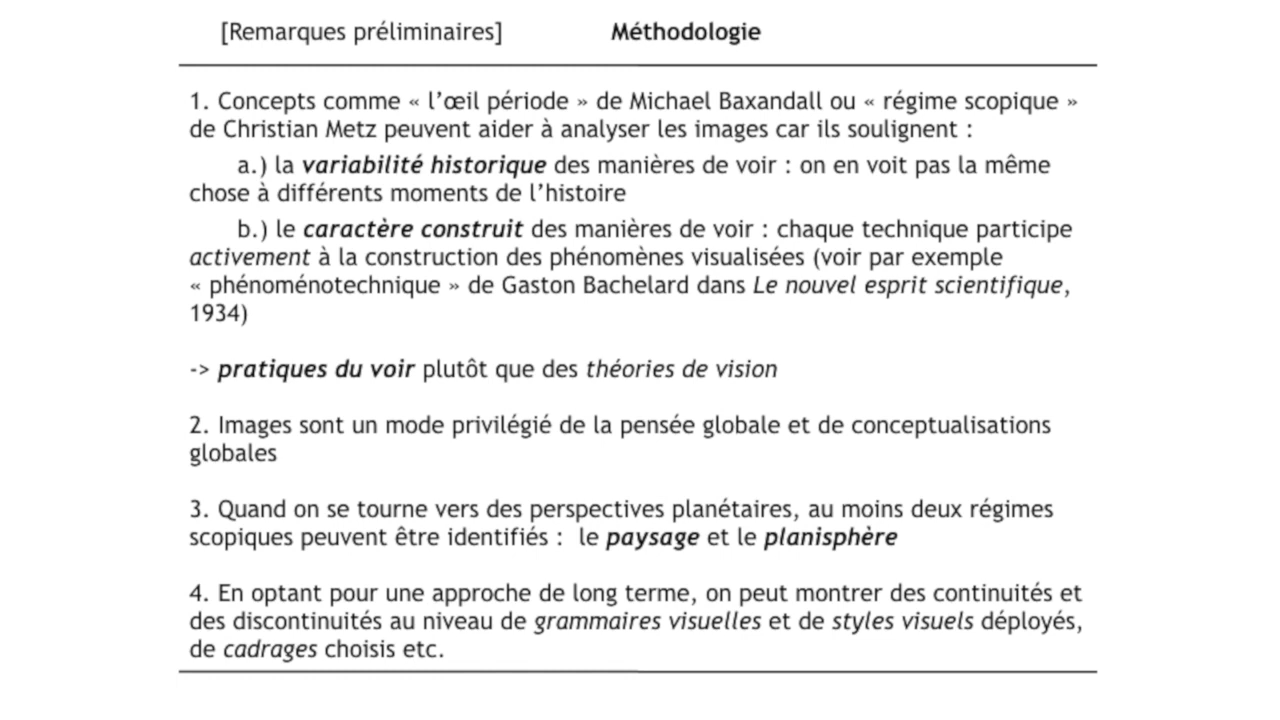 [Remarques préliminaires] Méthodologie
1. Concepts comme « l’œil période » de Michael Baxandall ou « régime scopique »
de Christian Metz peuvent aider à analyser les images car ils soulignent :
a.) la variabilité historique des manières de voir : on en voit pas la même
chose à différents moments de l’histoire
b.) le caractère construit des manières de voir : chaque technique participe
activement à la construction des phénomènes visualisées (voir par exemple
« phénoménotechnique » de Gaston Bachelard dans Le nouvel esprit scientifique,
1934)
-> pratiques du voir plutôt que des théories de vision
2. Images sont un mode privilégié de la pensée globale et de conceptualisations
globales
3. Quand on se tourne vers des perspectives planétaires, au moins deux régimes
scopiques peuvent être identifiés : le paysage et le planisphère
4. En optant pour une approche de long terme, on peut montrer des continuités et
des discontinuités au niveau de grammaires visuelles et de styles visuels déployés,
de cadrages choisis etc.